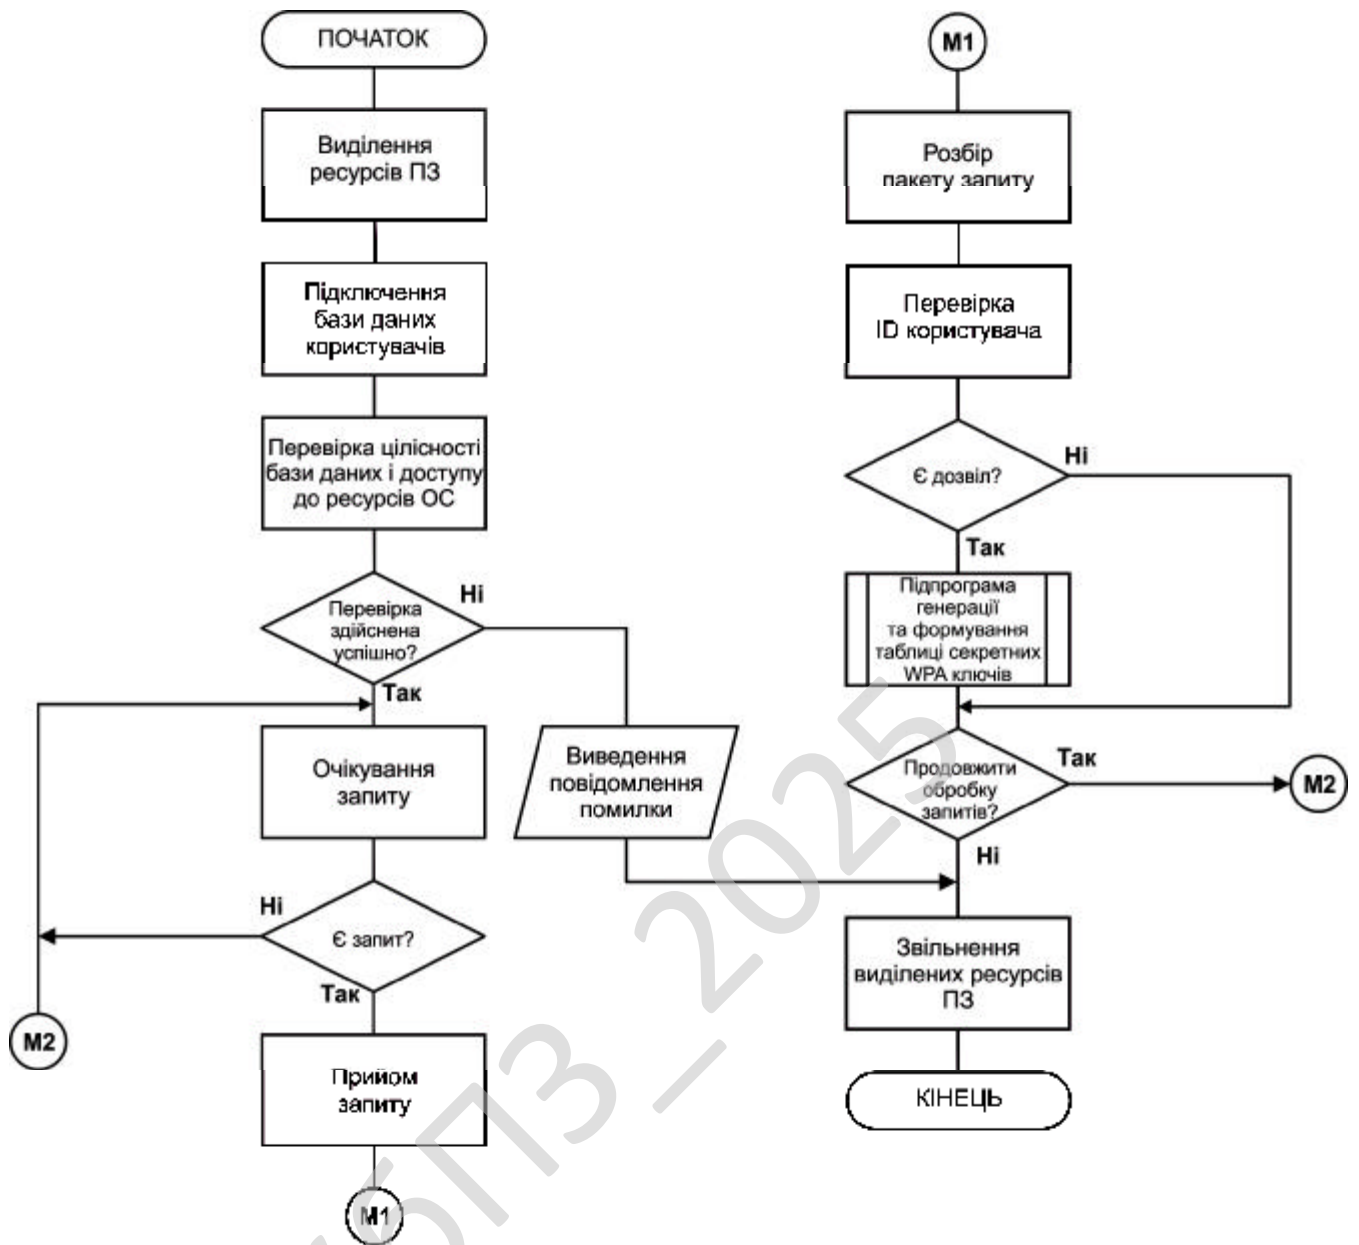 ПОЧАТОК
Виділення
ресурсів ПЗ
Підключення
бази даних
користувачів
Перевірка цілісності
бази даних і доступу
до ресурсів ОС
Перевірка
здійснена
успішно?
Ні
Так
Очікування
запиту
Виведення
повідомлення
помилки
Є запит?
Ні
Так
M2
Прийом
запиту
M1
M1
Розбір
пакету запиту
Перевірка
ID користувача
Є дозвіл?
Ні
Так
Підпрограма
генерації
та формування
таблиці секретних
WPA ключів
Продовжити
обробку
запитів?
Так
M2
Ні
Звільнення
виділених ресурсів
ПЗ
КІНЕЦЬ